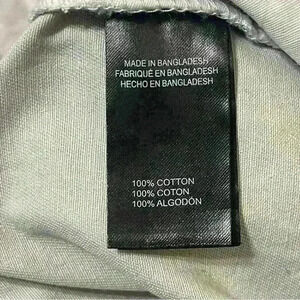 MADE IN BANGLADESH
FABRIQUÉ EN BANGLADESH
HECHO EN BANGLADESH
100% COTTON
100% COTON
100% ALGODÓN